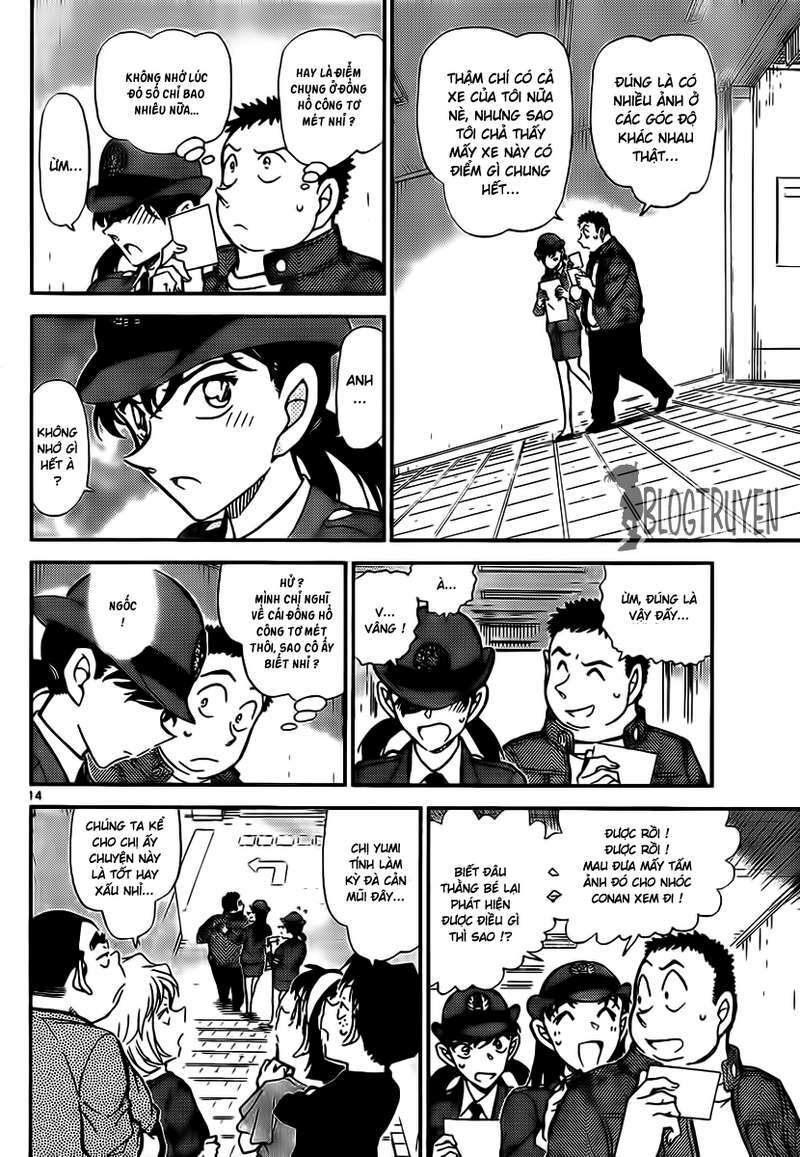 HAY LÀ ĐIỂM
CHUNG Ở ĐỒNG
HỒ CÔNG TƠ
MÉT NHỈ ?
KHÔNG NHỚ LÚC
ĐÓ SỐ CHỈ BAO
NHIÊU NỮA...
ỪM...
ĐÚNG LÀ CÓ
NHIỀU ẢNH Ở
CÁC GÓC ĐỘ
KHÁC NHAU
THẬT...
THẬM CHÍ CÓ CẢ
XE CỦA TÔI NỮA
NÈ, NHƯNG SAO
TÔI CHẢ THẤY
MẤY XE NÀY CÓ
ĐIỂM GÌ CHUNG
HẾT...
ANH...
KHÔNG
NHỚ GÌ
HẾT À
?
BLOGTRUYEN
HỬ ?
MÌNH CHỈ NGHĨ
VỀ CÁI ĐỒNG HỒ
CÔNG TƠ MÉT
THÔI, SAO CÔ ẤY
BIẾT NHỈ ?
NGỐC
!
ỪM, ĐÚNG LÀ
VẬY ĐẤY...
À...
V...
VÂNG !
14
CHÚNG TA KỂ
CHO CHỊ ẤY
CHUYỆN NÀY
LÀ TỐT HAY
XẤU NHỈ...
CHỊ YUMI
TÍNH LÀM
KỲ ĐÀ CẢN
MŨI ĐÂY...
ĐƯỢC RỒI !
ĐƯỢC RỒI !
MAU ĐƯA MẤY TẤM
ẢNH ĐÓ CHO NHÓC
CONAN XEM ĐI !
BIẾT ĐÂU
THẰNG BÉ LẠI
PHÁT HIỆN
ĐƯỢC ĐIỀU GÌ
THÌ SAO !?